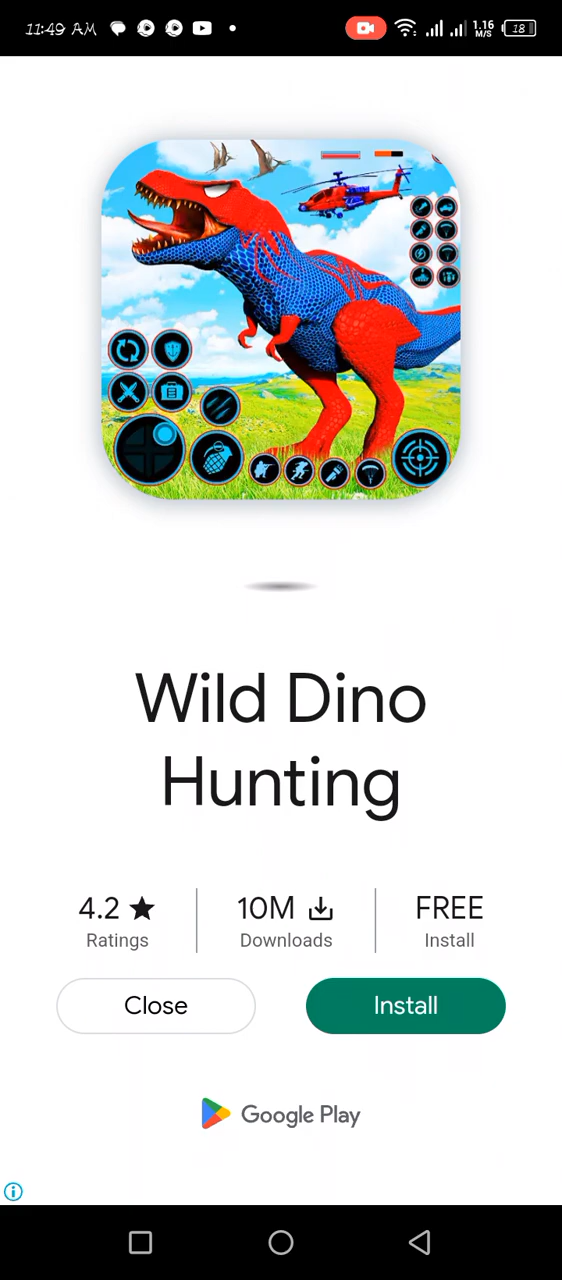 11:49 AM
1.16
M/S
18
Wild Dino
Hunting
4.2
10M
FREE
Ratings
Downloads
Install
Close
Install
Google Play